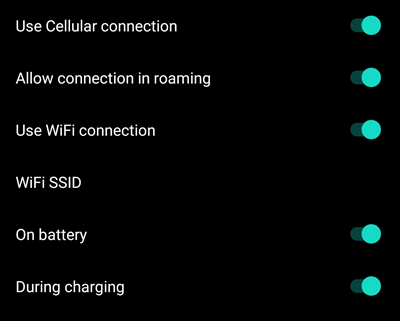 Use Cellular connection
Allow connection in roaming
Use WiFi connection
WiFi SSID
On battery
During charging